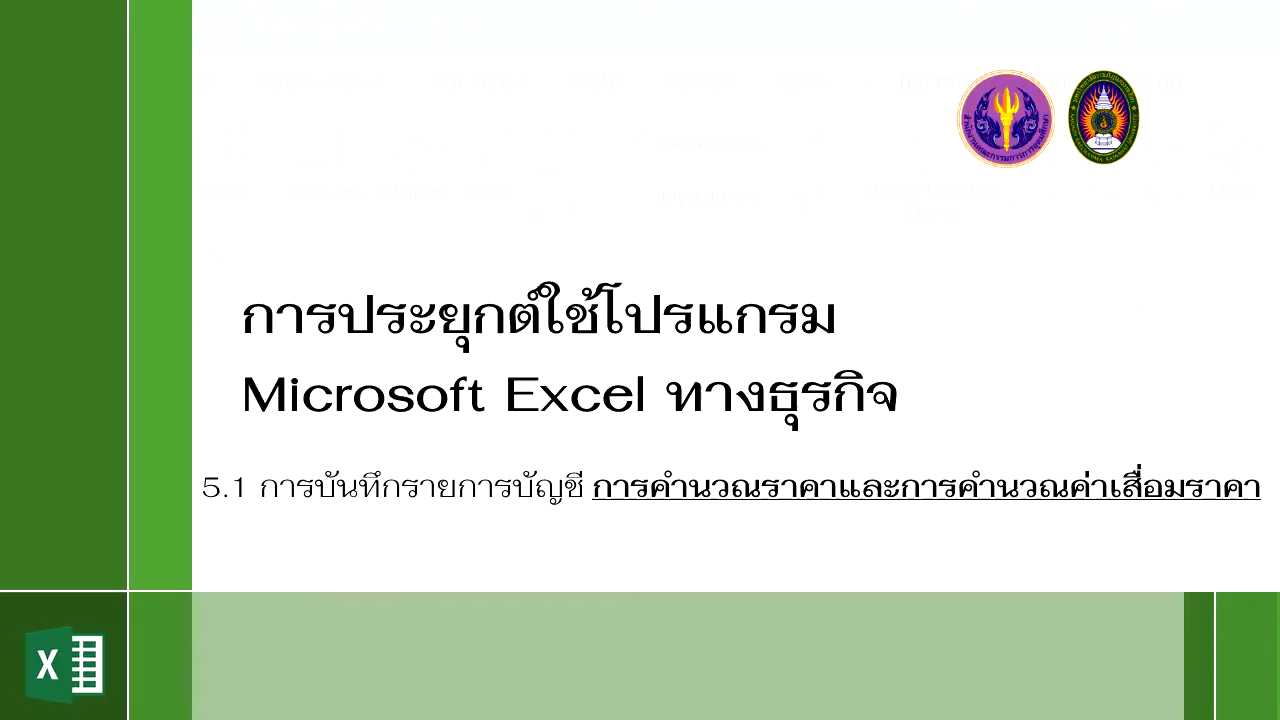 การประยุกต์ใช้โปรแกรม
Microsoft Excel ทางธุรกิจ
5.1 การบันทึกรายการบัญชี การคำนวณราคาและการคำนวณค่าเสื่อมราคา
X